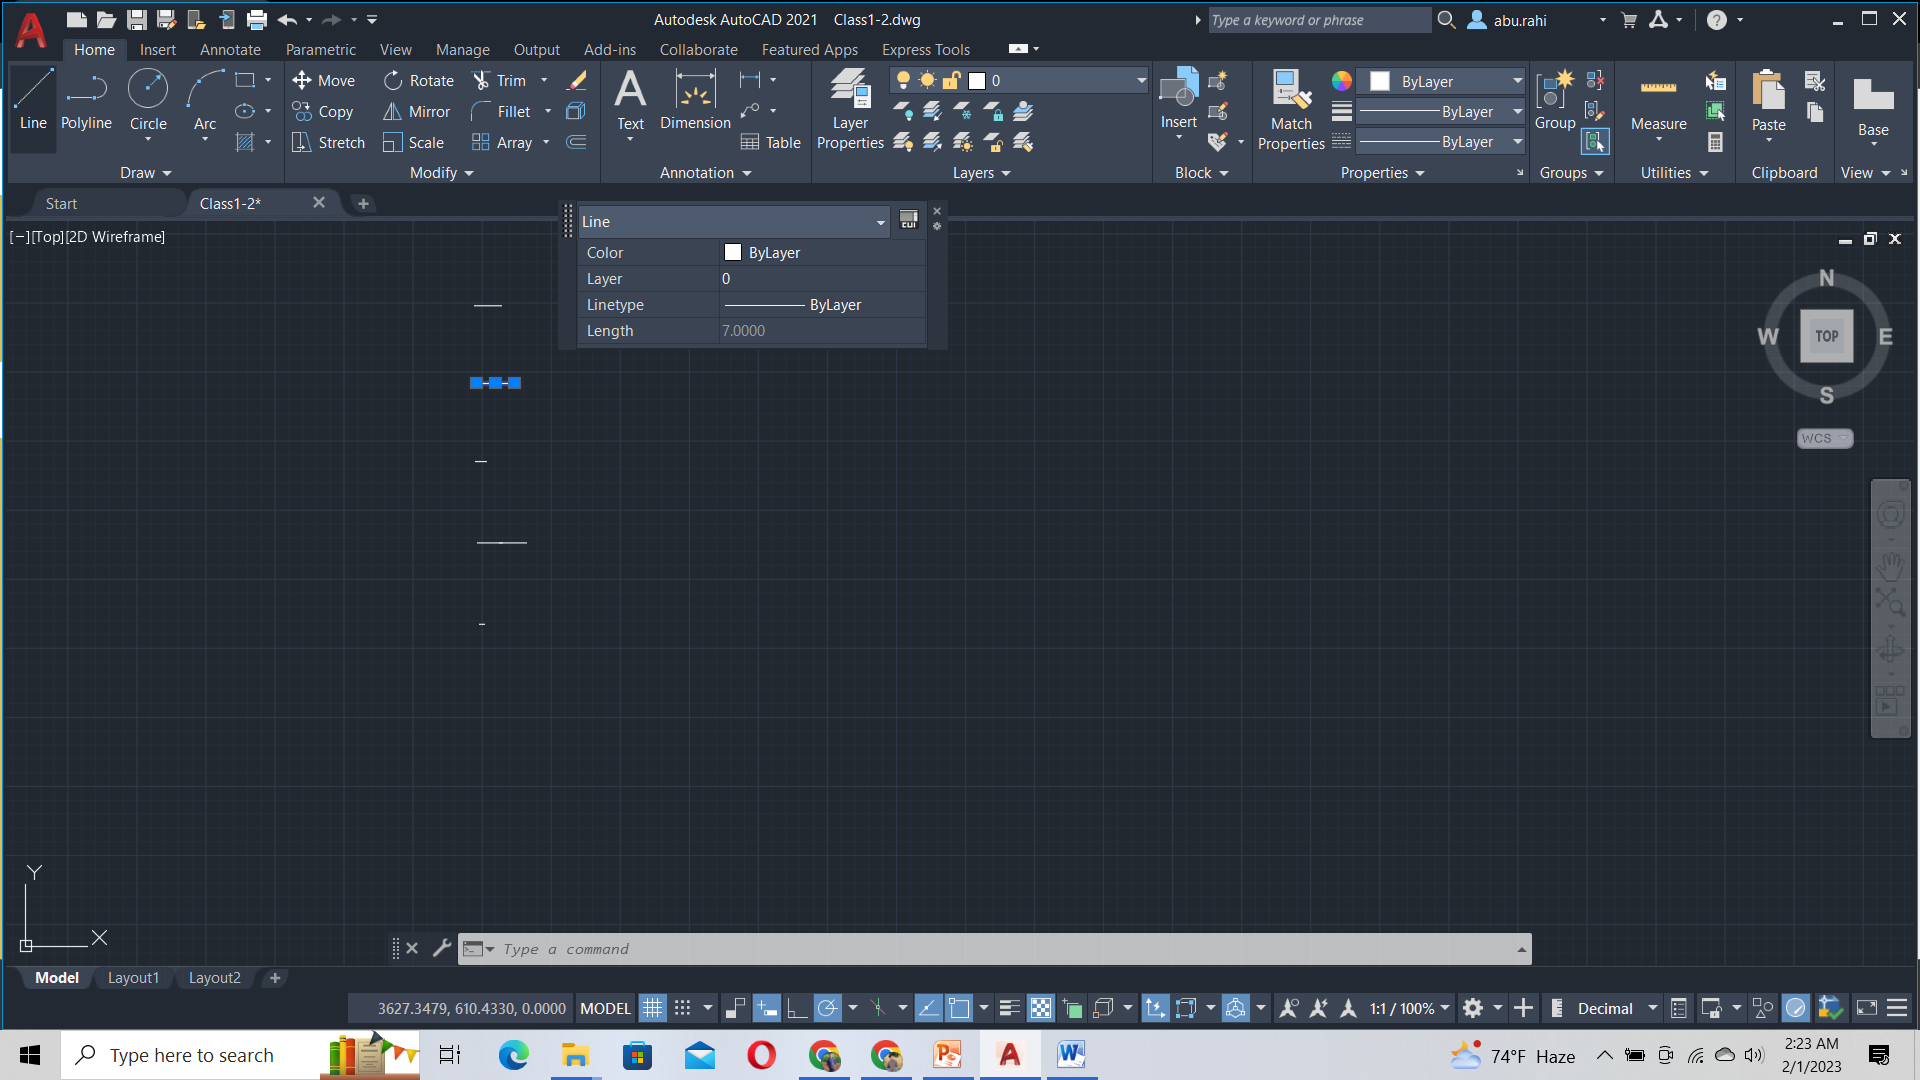 Autodesk AutoCAD 2021 Class1-2.dwg
Type a keyword or phrase
abu.rahi
Home Insert Annotate Parametric View Manage Output Add-ins Collaborate Featured Apps Express Tools
Line Polyline Circle Arc
Move Rotate Trim
Copy Mirror Fillet
Stretch Scale Array
Text Dimension
Table
Layer Properties
0
Insert
Match Properties
ByLayer
ByLayer
ByLayer
Group
Measure
Paste
Base
Draw Modify Annotation Layers Block Properties Groups Utilities Clipboard View
Start Class1-2*
[−][Top][2D Wireframe]
Line
CUI
Color ByLayer
Layer 0
Linetype ByLayer
Length 7.0000
N
W TOP E
S
WCS
Y
X
Type a command
Model Layout1 Layout2
3627.3479, 610.4330, 0.0000 MODEL 1:1 / 100% Decimal
Type here to search
74°F Haze
2:23 AM
2/1/2023